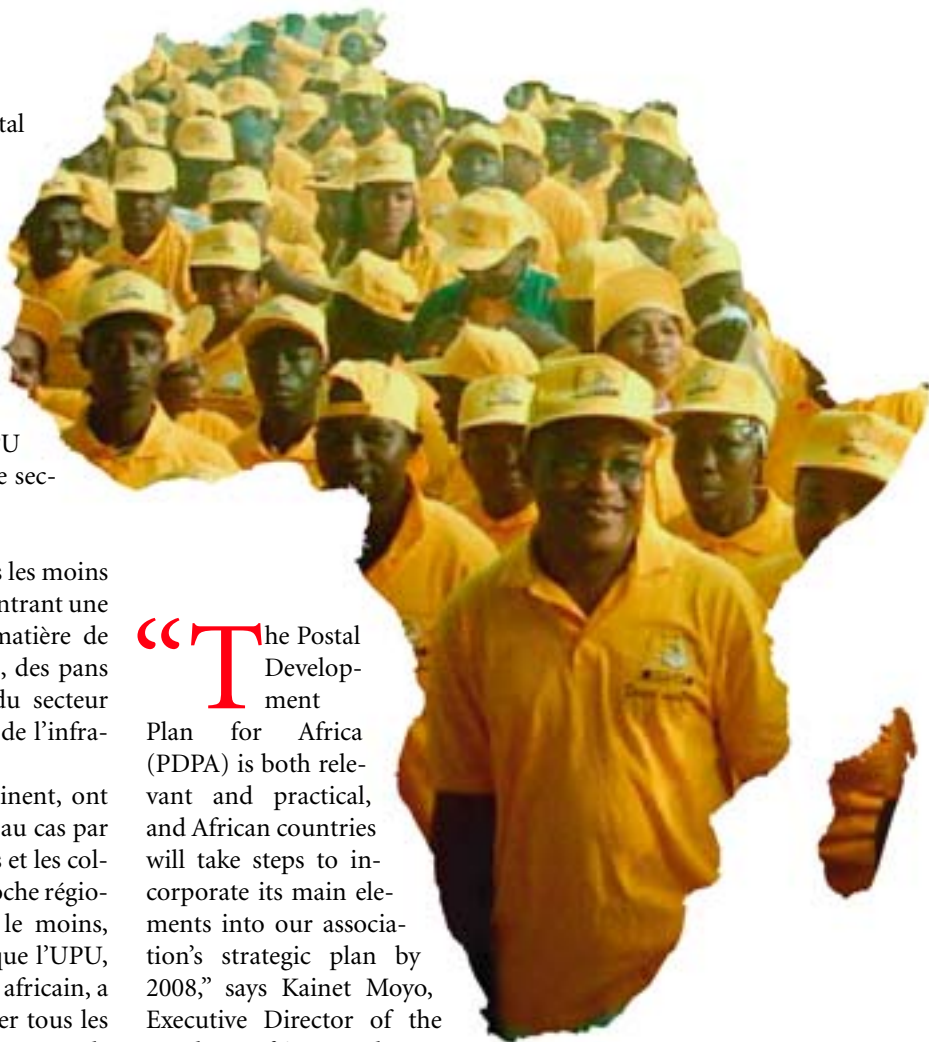 tal
PU
e sec-
s les moins
ntrant une
matière de
, des pans
du secteur
de l'infra-
inent, ont
au cas par
s et les col-
oche régio-
le moins,
que l'UPU,
africain, a
er tous les
“The Postal
Develop-
ment
Plan for Africa
(PDPA) is both rele-
vant and practical,
and African countries
will take steps to in-
corporate its main ele-
ments into our associa-
tion’s strategic plan by
2008,” says Kainet Moyo,
Executive Director of the